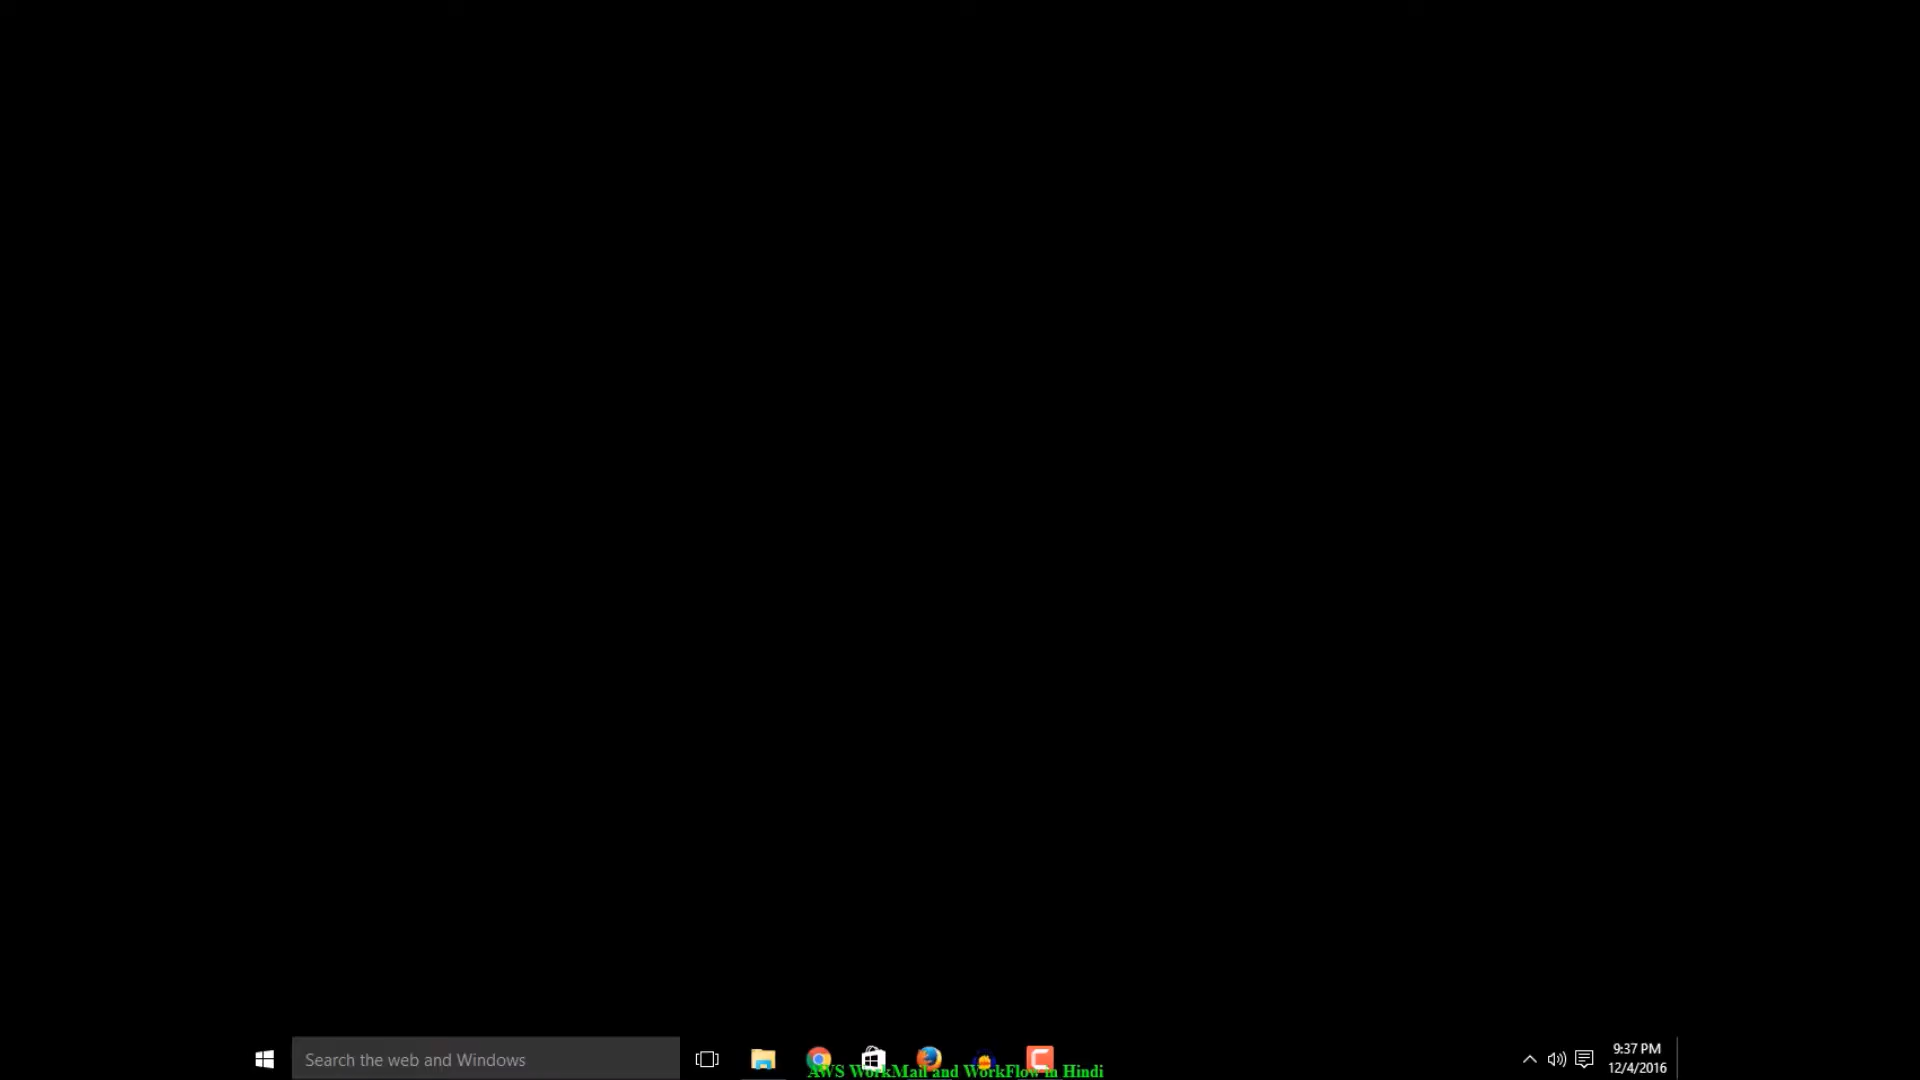 Search the web and Windows
AWS WorkMail and WorkFlow in Hindi
9:37 PM
12/4/2016